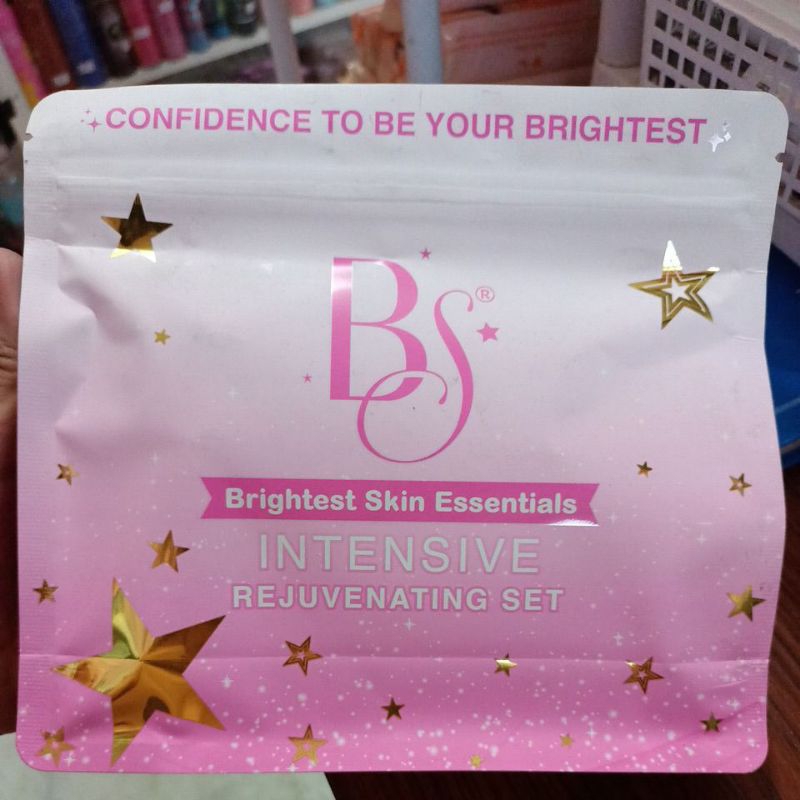 CONFIDENCE TO BE YOUR BRIGHTEST
BS®
Brightest Skin Essentials
INTENSIVE
REJUVENATING SET